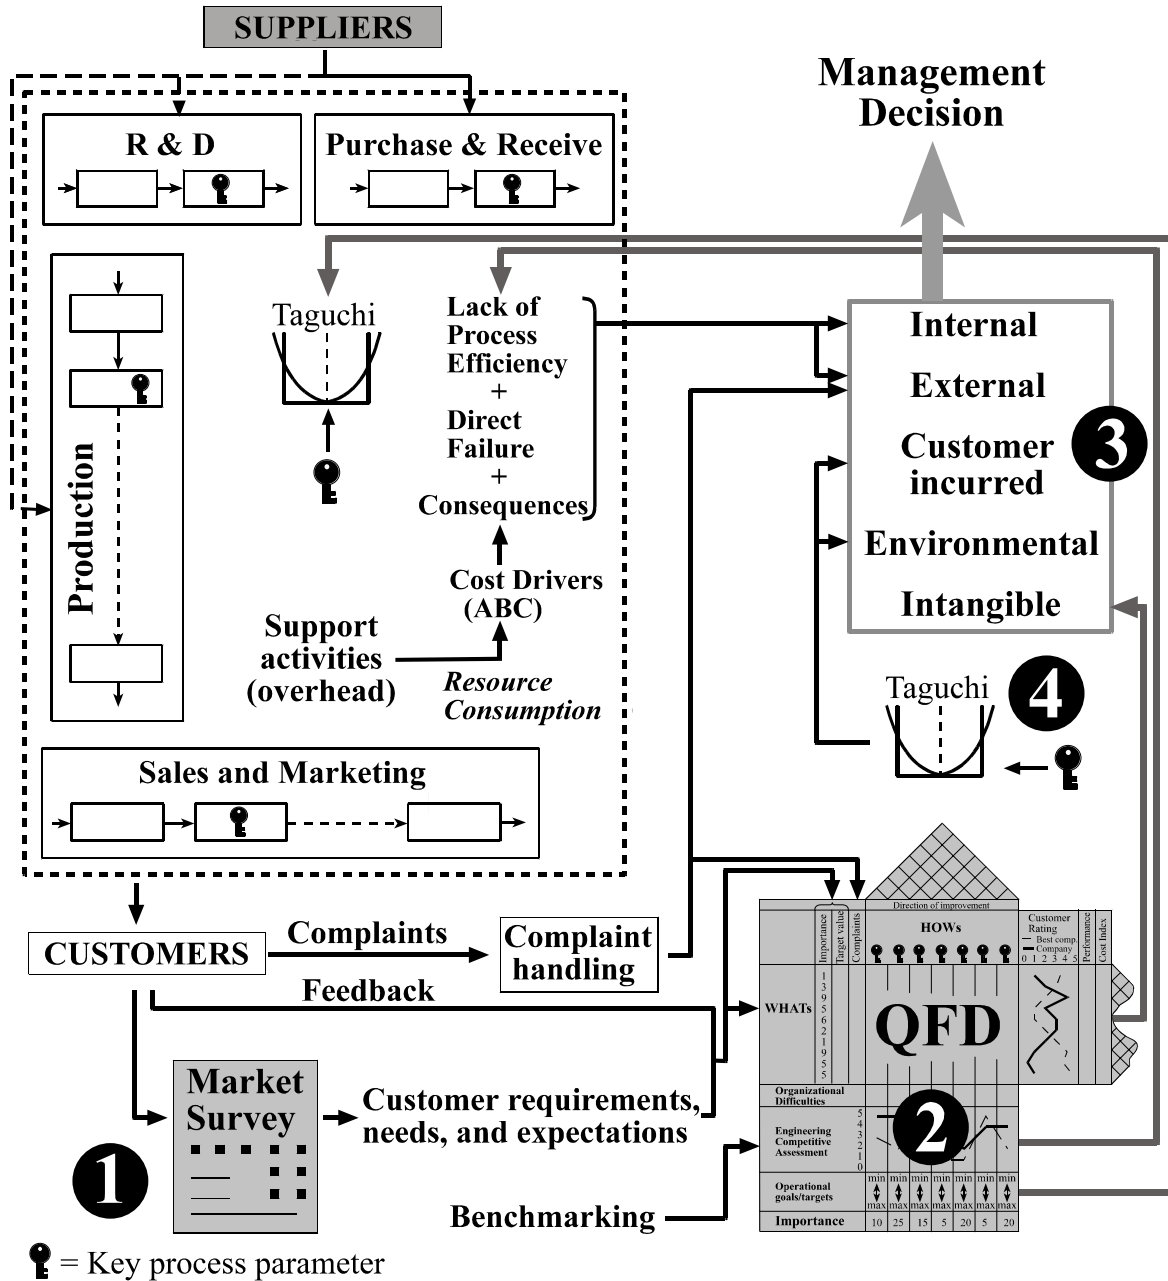 SUPPLIERS
Management
Decision
R & D
Purchase & Receive
Production
Taguchi
Lack of
Process
Efficiency
+
Direct
Failure
+
Consequences
Cost Drivers
(ABC)
Support
activities
(overhead)
Resource
Consumption
Internal
External
Customer
incurred
Environmental
Intangible
3
Taguchi
4
Sales and Marketing
CUSTOMERS
Complaints
Complaint
handling
Feedback
Market
Survey
1
Customer requirements,
needs, and expectations
Benchmarking
= Key process parameter
Direction of improvement
Importance
Target value
Complaints
HOWs
Customer
Rating
Best comp.
Company
0 1 2 3 4 5
Performance
Cost Index
WHATs
1
3
9
5
6
2
1
9
5
5
QFD
Organizational
Difficulties
2
Engineering
Competitive
Assessment
5
4
3
2
1
0
Operational
goals/targets
min min min min min min min
max max max max max max max
Importance
10 25 15 5 20 5 20